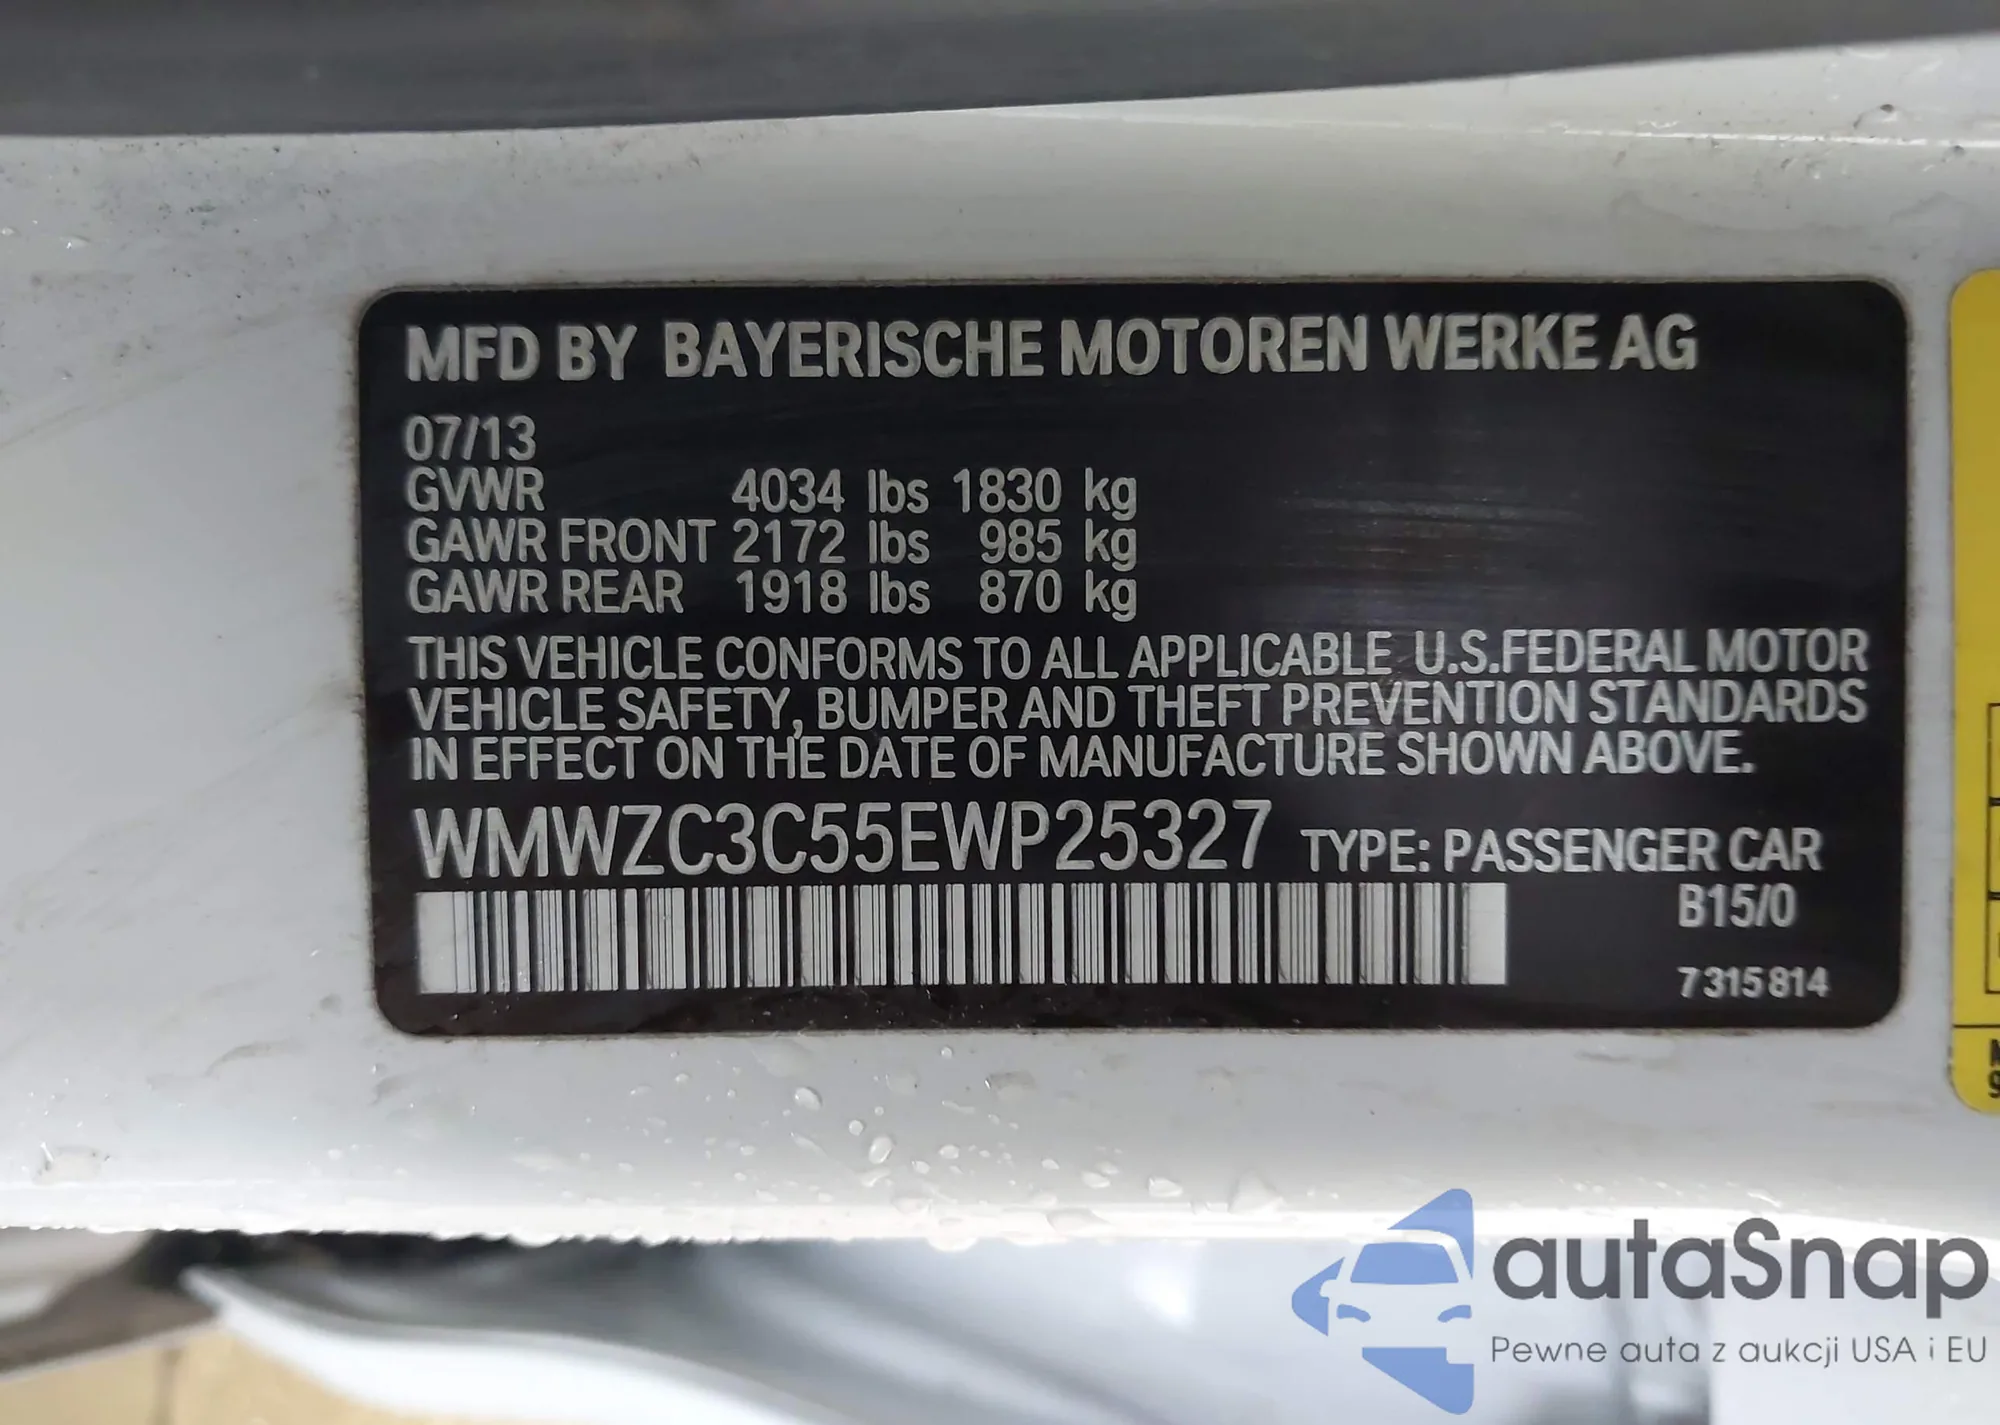 MFD BY BAYERISCHE MOTOREN WERKE AG
07/13
GVWR 4034 lbs 1830 kg
GAWR FRONT 2172 lbs 985 kg
GAWR REAR 1918 lbs 870 kg
THIS VEHICLE CONFORMS TO ALL APPLICABLE U.S.FEDERAL MOTOR
VEHICLE SAFETY, BUMPER AND THEFT PREVENTION STANDARDS
IN EFFECT ON THE DATE OF MANUFACTURE SHOWN ABOVE.
WMWZC3C55EWP25327 TYPE: PASSENGER CAR
B15/0
7315814
autaSnap
Pewne auta z aukcji USA i EU